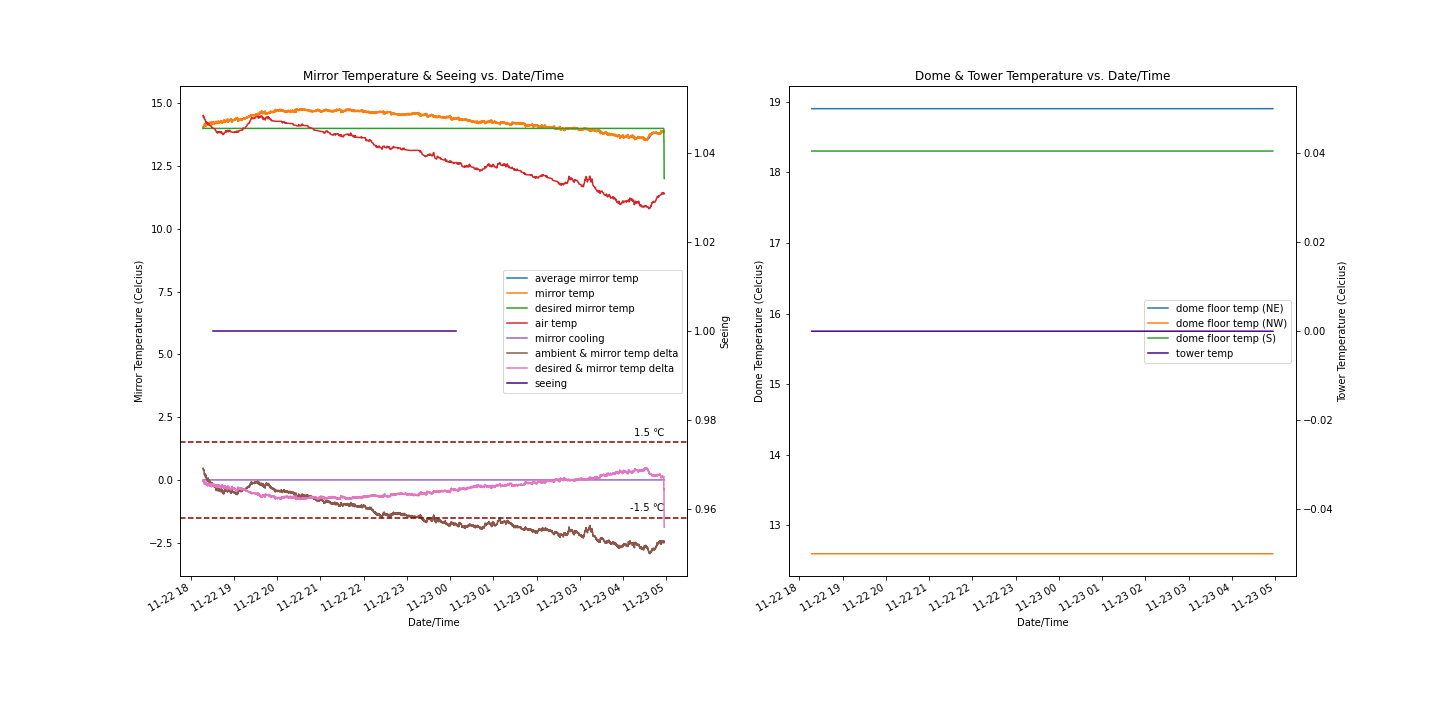 Mirror Temperature & Seeing vs. Date/Time
15.0
12.5
10.0
7.5
5.0
2.5
0.0
−2.5
Mirror Temperature (Celcius)
1.04
1.02
1.00
0.98
0.96
Seeing
average mirror temp
mirror temp
desired mirror temp
air temp
mirror cooling
ambient & mirror temp delta
desired & mirror temp delta
seeing
1.5 °C
-1.5 °C
11-22 18
11-22 19
11-22 20
11-22 21
11-22 22
11-22 23
11-23 00
11-23 01
11-23 02
11-23 03
11-23 04
11-23 05
Date/Time
Dome & Tower Temperature vs. Date/Time
19
18
17
16
15
14
13
Dome Temperature (Celcius)
0.04
0.02
0.00
−0.02
−0.04
Tower Temperature (Celcius)
dome floor temp (NE)
dome floor temp (NW)
dome floor temp (S)
tower temp
11-22 18
11-22 19
11-22 20
11-22 21
11-22 22
11-22 23
11-23 00
11-23 01
11-23 02
11-23 03
11-23 04
11-23 05
Date/Time